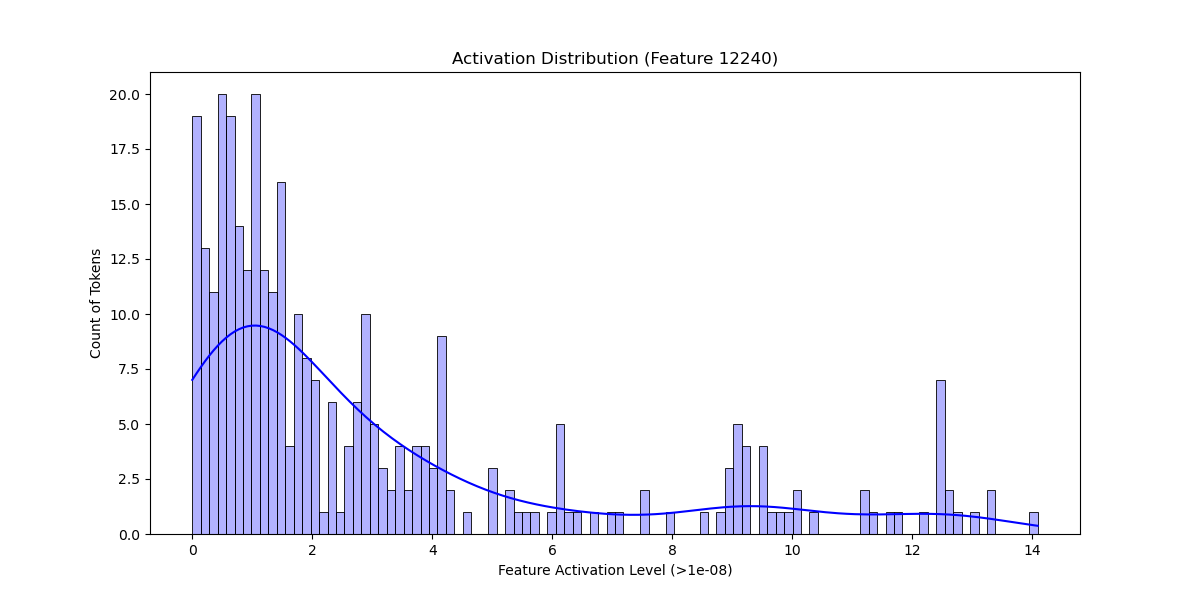 Activation Distribution (Feature 12240)
Count of Tokens
20.0
17.5
15.0
12.5
10.0
7.5
5.0
2.5
0.0
0 2 4 6 8 10 12 14
Feature Activation Level (>1e-08)